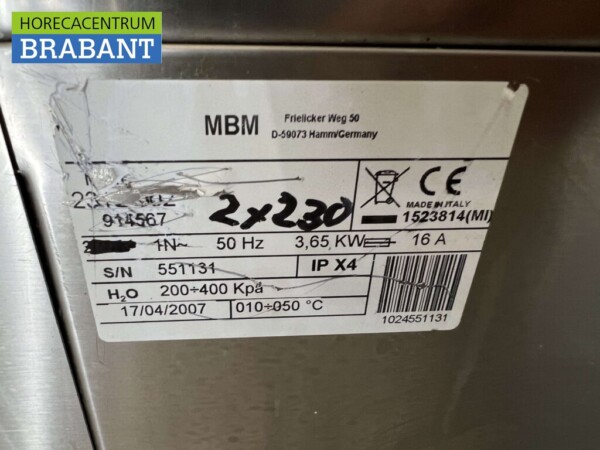 HORECACENTRUM
BRABANT
MBM
Frielicker Weg 50
D-59073 Hamm/Germany
914567
2x230
MADE IN ITALY
1523814(MI)
1N~ 50 Hz 3,65 KW 16 A
S/N 551131 IP X4
H₂O 200÷400 Kpa
17/04/2007 010÷050 °C
1024551131